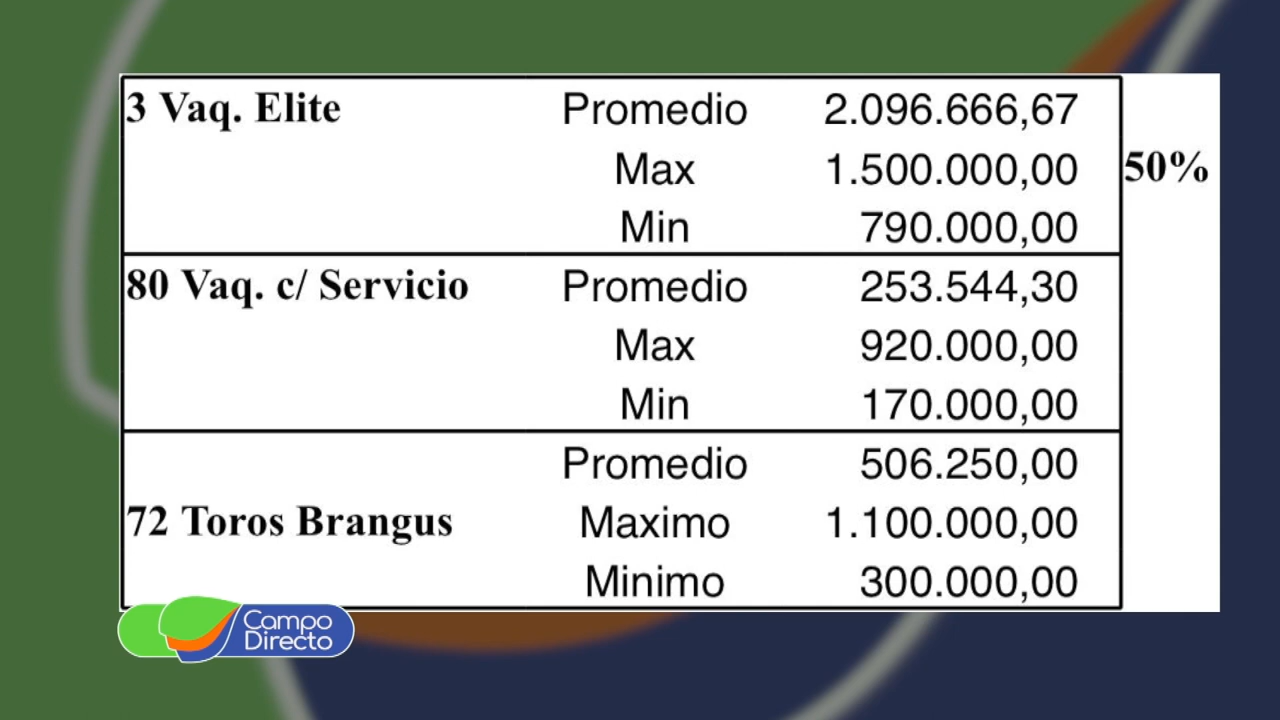 3 Vaq. Elite Promedio 2.096.666,67
Max 1.500.000,00 50%
Min 790.000,00
80 Vaq. c/ Servicio Promedio 253.544,30
Max 920.000,00
Min 170.000,00
Promedio 506.250,00
72 Toros Brangus Maximo 1.100.000,00
Minimo 300.000,00
Campo
Directo